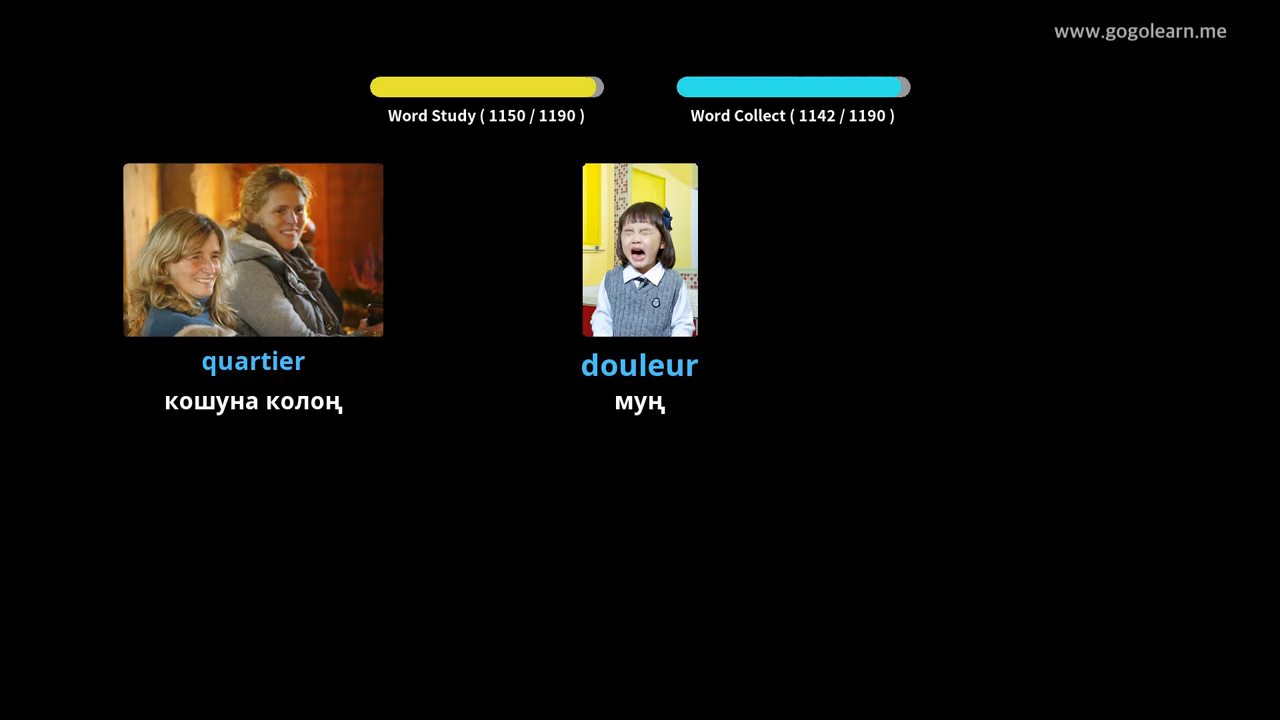 www.gogolearn.me
Word Study ( 1150 / 1190 )
Word Collect ( 1142 / 1190 )
quartier
кошуна колоң
douleur
муң